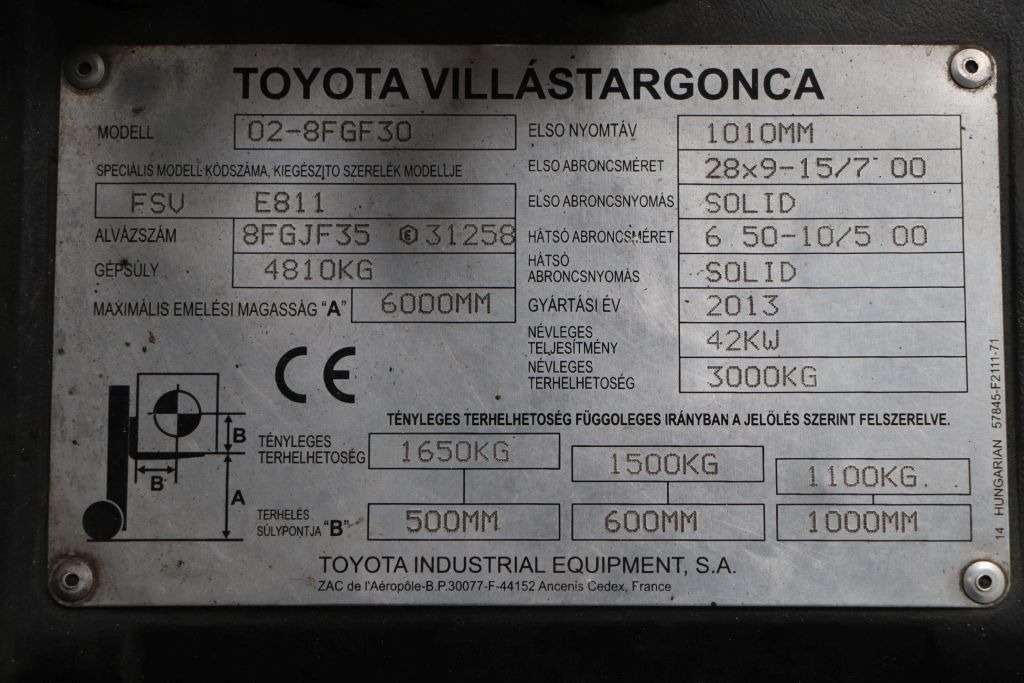 TOYOTA VILLÁSTARGONCA
MODELL 02-8FGF30
SPECIÁLIS MODELL KÓDSZÁMA, KIEGÉSZITO SZERELÉK MODELLJE
FSV E811
ALVÁZSZÁM 8FGJF35 E 31258
GÉPSÚLY 4810KG
MAXIMÁLIS EMELÉSI MAGASSÁG "A" 6000MM
ELSO NYOMTÁV 1010MM
ELSO ABRONCSMÉRET 28x9-15/7.00
ELSO ABRONCSNYOMÁS SOLID
HÁTSÓ ABRONCSMÉRET 6.50-10/5.00
HÁTSÓ
ABRONCSNYOMÁS SOLID
GYÁRTÁSI ÉV 2013
NÉVLEGES
TELJESÍTMÉNY 42KW
NÉVLEGES
TERHELHETOSÉG 3000KG
CE
TÉNYLEGES TERHELHETOSÉG FÜGGOLEGES IRÁNYBAN A JELÖLÉS SZERINT FELSZERELVE.
B
B
A
TÉNYLEGES
TERHELHETOSÉG 1650KG 1500KG 1100KG
TERHELÉS
SÚLYPONTJA "B" 500MM 600MM 1000MM
TOYOTA INDUSTRIAL EQUIPMENT, S.A.
ZAC de l'Aéropôle-B.P.30077-F-44152 Ancenis Cedex, France
14 HUNGARIAN 57845-F2111-71